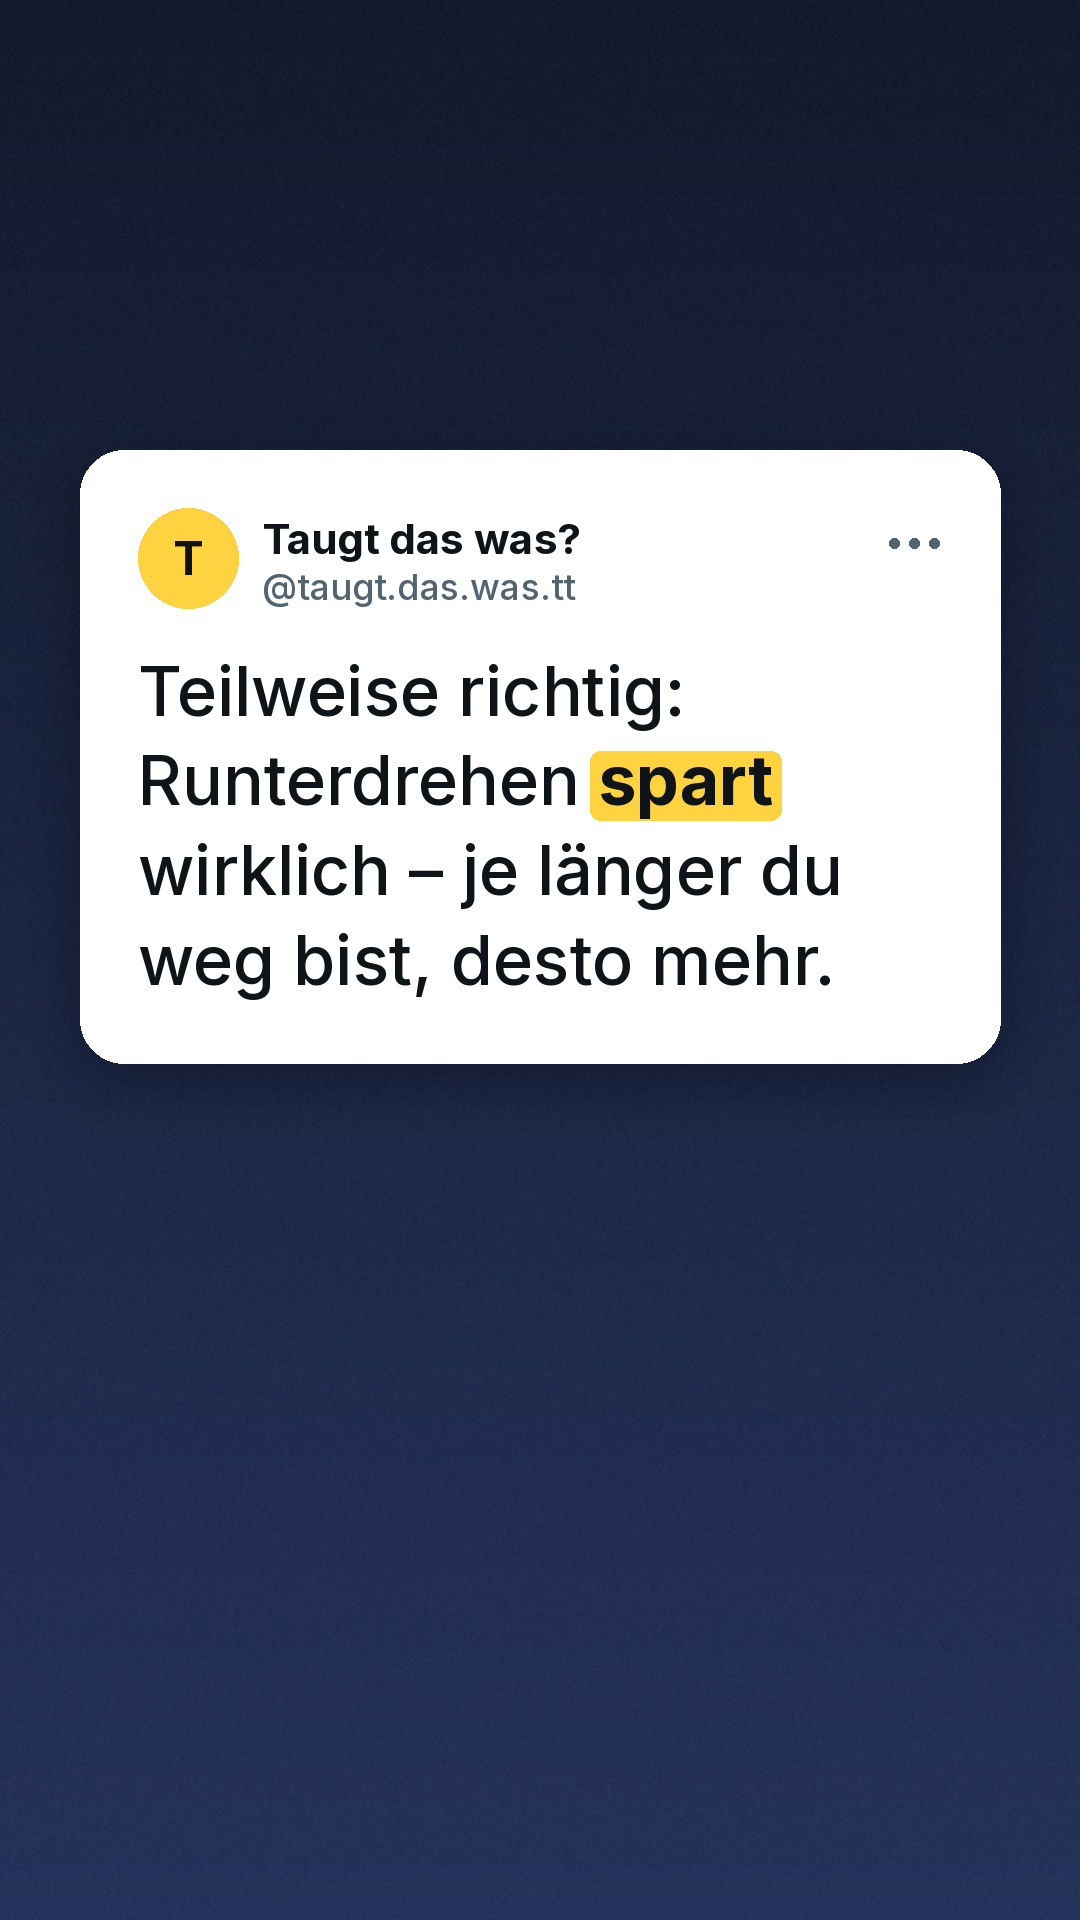 T
Taugt das was?
@taugt.das.was.tt
Teilweise richtig:
Runterdrehen spart
wirklich – je länger du
weg bist, desto mehr.